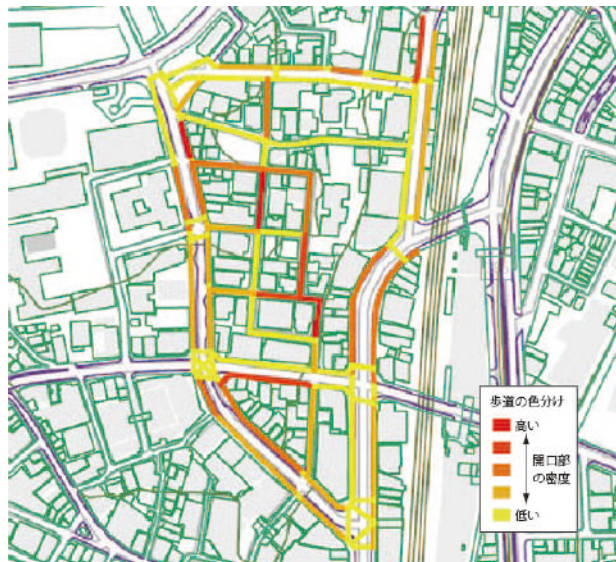 歩道の色分け
高い
開口部
の密度
低い